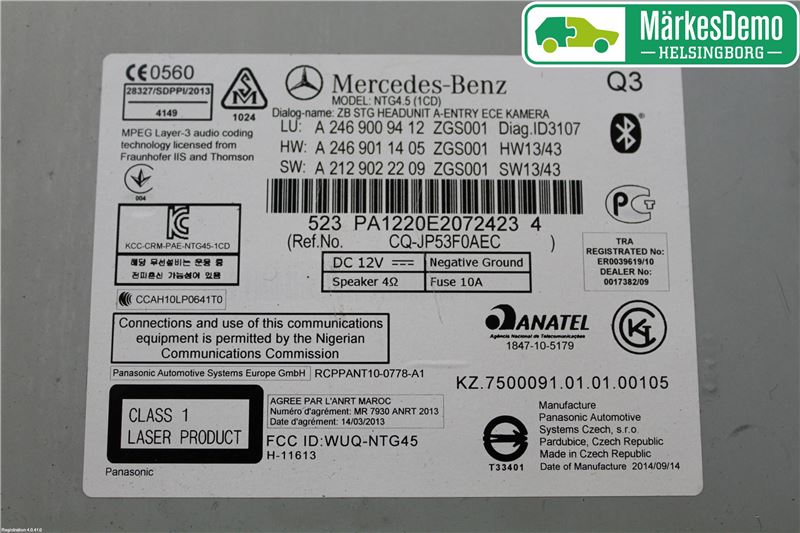 MärkesDemo
HELSINGBORG
CE0560
28327/SDPPI/2013
4149
1024
Mercedes-Benz
Q3
MODEL: NTG4.5 (1CD)
Dialog-name: ZB STG HEADUNIT A-ENTRY ECE KAMERA
LU: A 246 900 94 12 ZGS001 Diag.ID3107
HW: A 246 901 14 05 ZGS001 HW13/43
SW: A 212 902 22 09 ZGS001 SW13/43
MPEG Layer-3 audio coding
technology licensed from
Fraunhofer IIS and Thomson
004
KCC-CRM-PAE-NTG45-1CD
해당 무선설비는 운용 중
전파혼신 가능성이 있음
CCAH10LP0641T0
523 PA1220E2072423 4
(Ref.No. CQ-JP53F0AEC )
DC 12V Negative Ground
Speaker 4Ω Fuse 10A
TRA
REGISTERED No:
ER0039619/10
DEALER No:
0017382/09
Connections and use of this communications
equipment is permitted by the Nigerian
Communications Commission
ANATEL
Agência Nacional de Telecomunicações
1847-10-5179
Panasonic Automotive Systems Europe GmbH
RCPPANT10-0778-A1
KZ.7500091.01.01.00105
CLASS 1
LASER PRODUCT
AGREE PAR L'ANRT MAROC
Numéro d'agrément: MR 7930 ANRT 2013
Date d'agrément: 14/03/2013
FCC ID:WUQ-NTG45
H-11613
Panasonic
T33401
Manufacture
Panasonic Automotive
Systems Czech, s.r.o.
Pardubice, Czech Republic
Made in Czech Republic
Date of Manufacture 2014/09/14
Registration 4.0.41.0